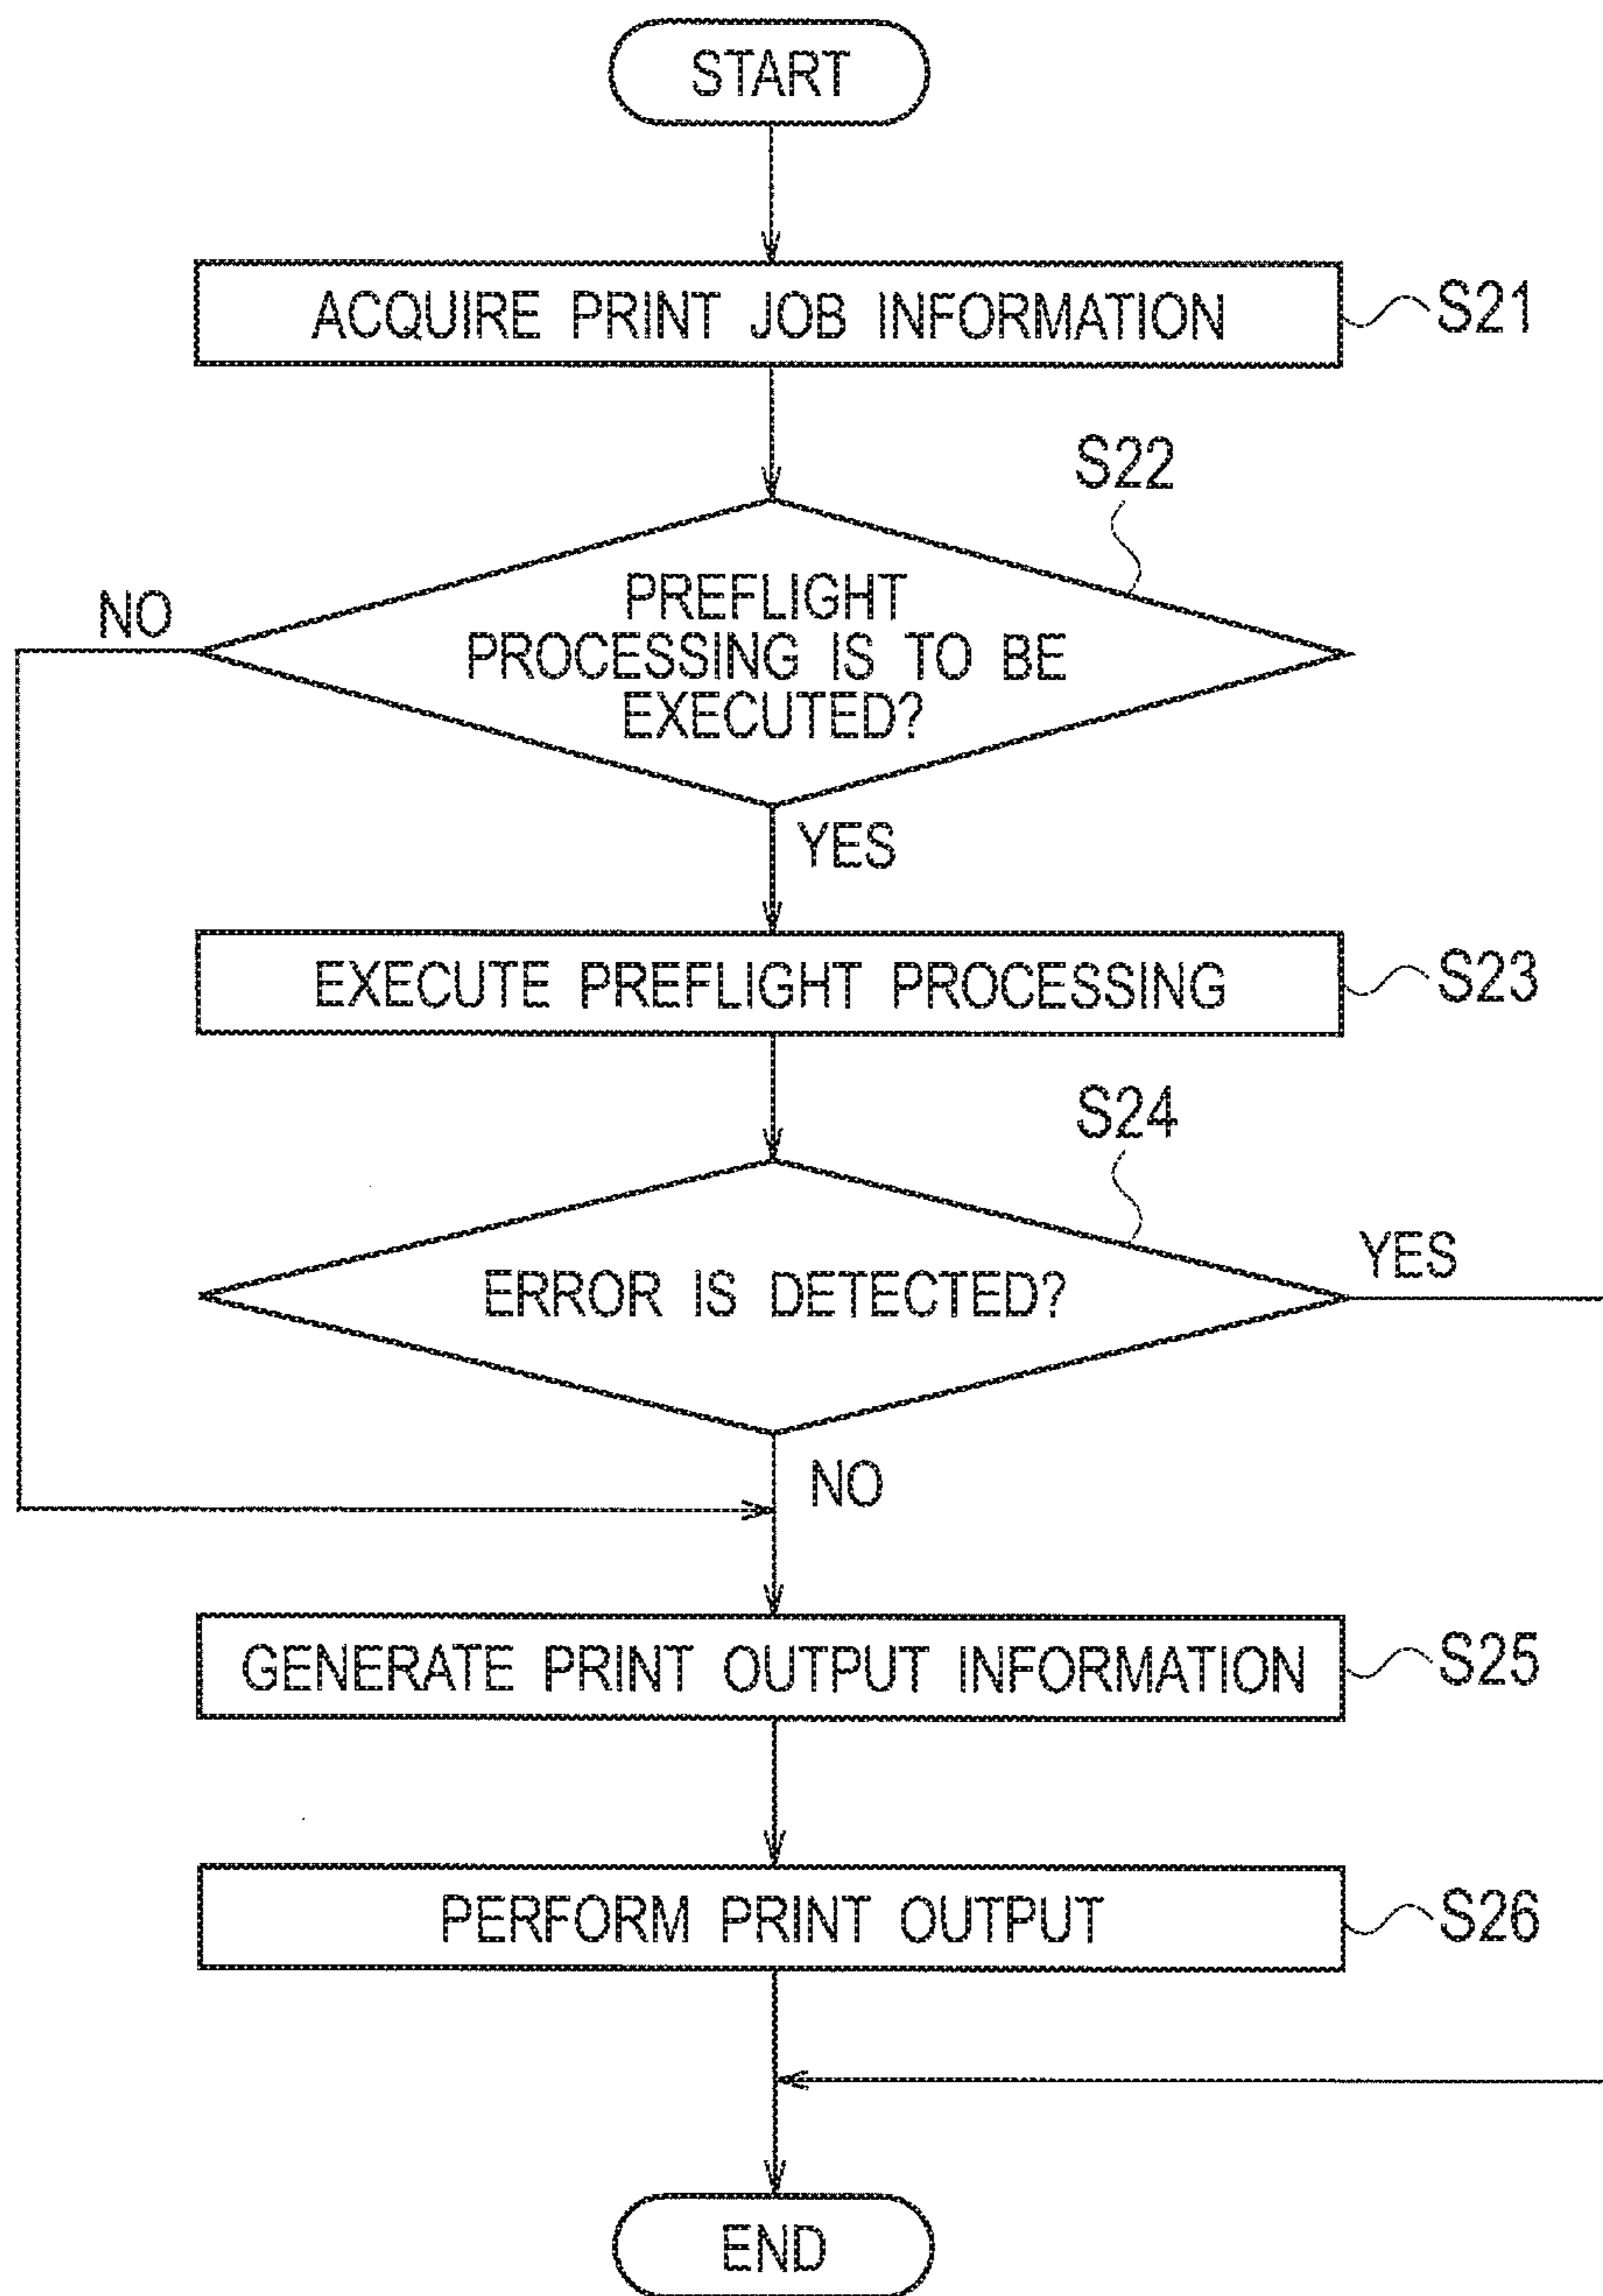 START
ACQUIRE PRINT JOB INFORMATION
S21
S22
NO
PREFLIGHT
PROCESSING IS TO BE
EXECUTED?
YES
EXECUTE PREFLIGHT PROCESSING
S23
S24
YES
ERROR IS DETECTED?
NO
GENERATE PRINT OUTPUT INFORMATION
S25
PERFORM PRINT OUTPUT
S26
END